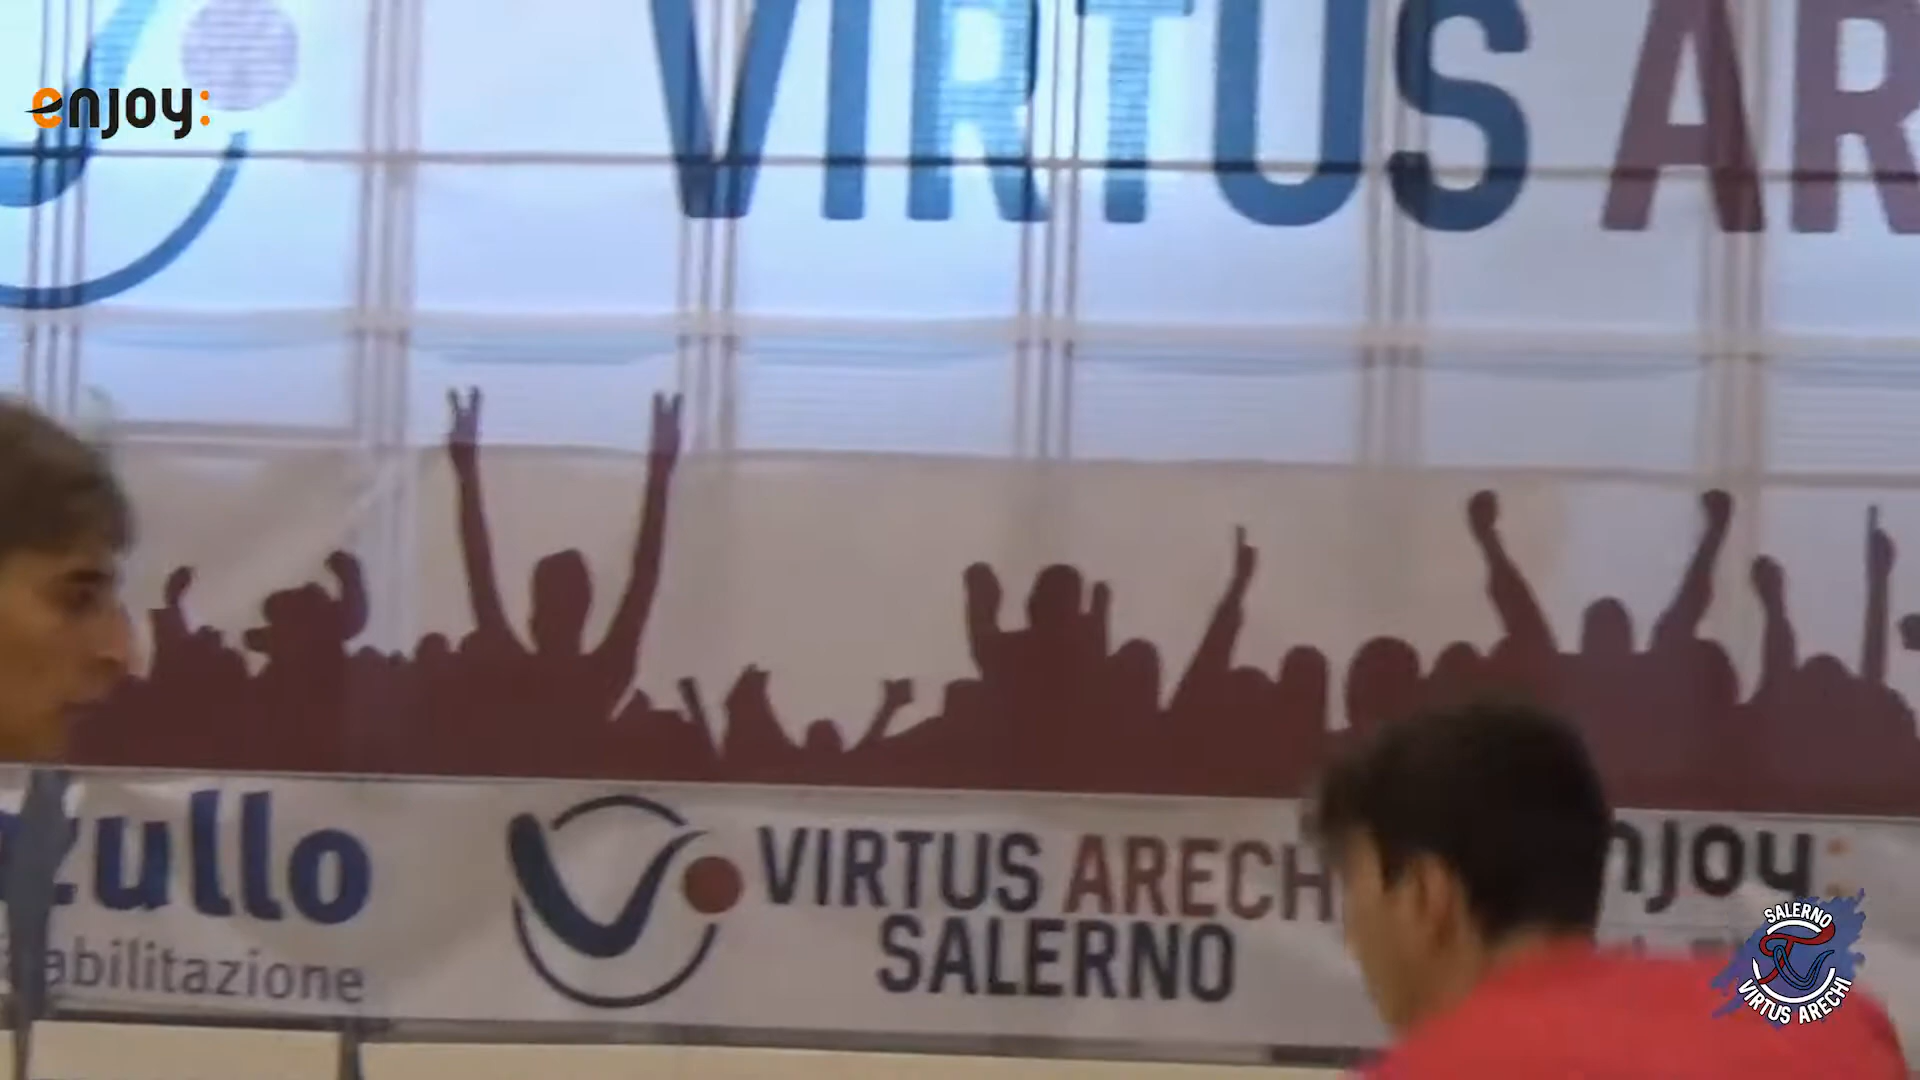 enjoy:
VIRTUS AR
zullo
abilitazione
VIRTUS ARECH
SALERNO
njoy:
SALERNO
VIRTUS ARECHI